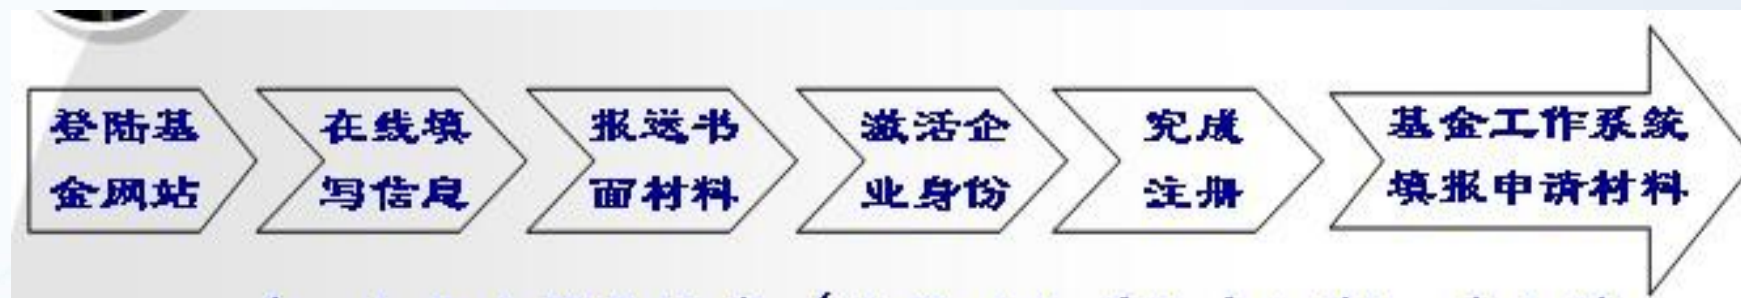 登陆基
金网站
在线填
写信息
报送书
面材料
激活企
业身份
完成
注册
基金工作系统
填报申请材料